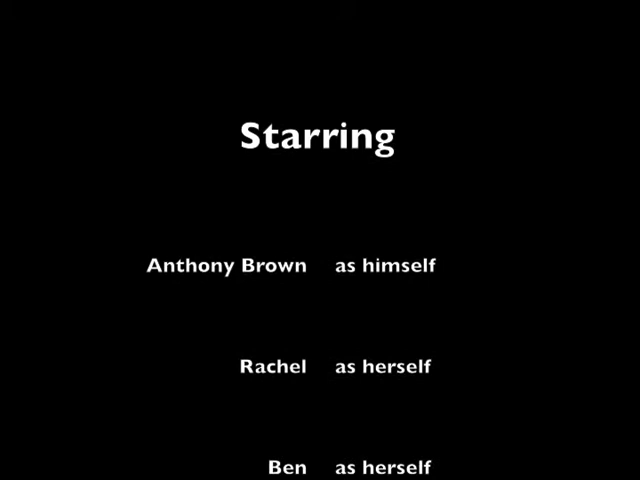 Starring
Anthony Brown as himself
Rachel as herself
Ben as herself